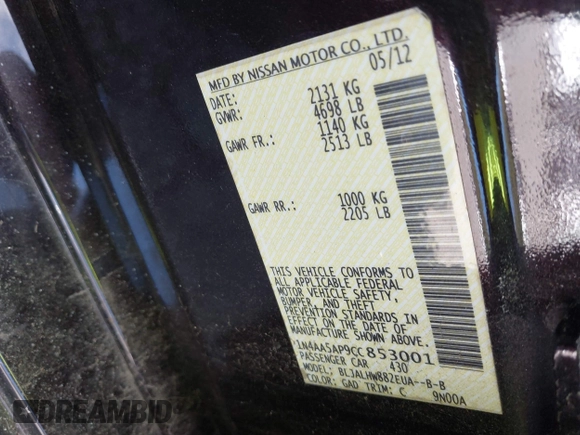 MFD BY NISSAN MOTOR CO., LTD.
DATE: 05/12
GVWR: 2131 KG
4698 LB
GAWR FR.: 1140 KG
2513 LB
GAWR RR.: 1000 KG
2205 LB
THIS VEHICLE CONFORMS TO
ALL APPLICABLE FEDERAL
MOTOR VEHICLE SAFETY,
BUMPER, AND THEFT
PREVENTION STANDARDS IN
EFFECT ON THE DATE OF
MANUFACTURE SHOWN ABOVE.
1N4AA5AP9CC853001
PASSENGER CAR 430
MODEL: BLJALHW882EUA--B-B
COLOR: GAD TRIM: C 9N00A
DREAMBID